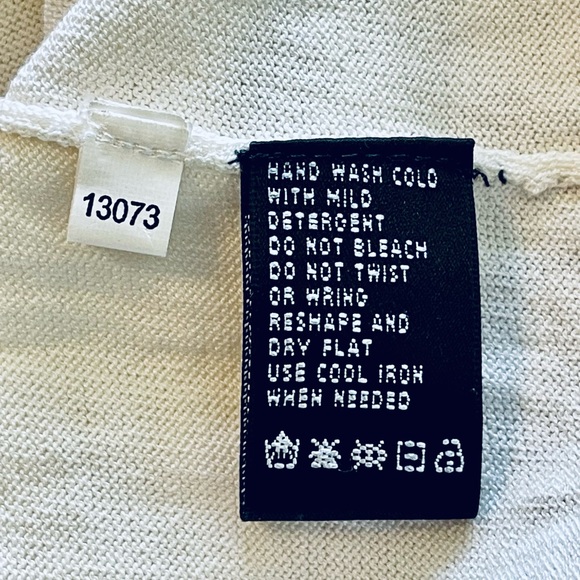 13073
HAND WASH COLD
WITH MILD
DETERGENT
DO NOT BLEACH
DO NOT TWIST
OR WRING
RESHAPE AND
DRY FLAT
USE COOL IRON
WHEN NEEDED